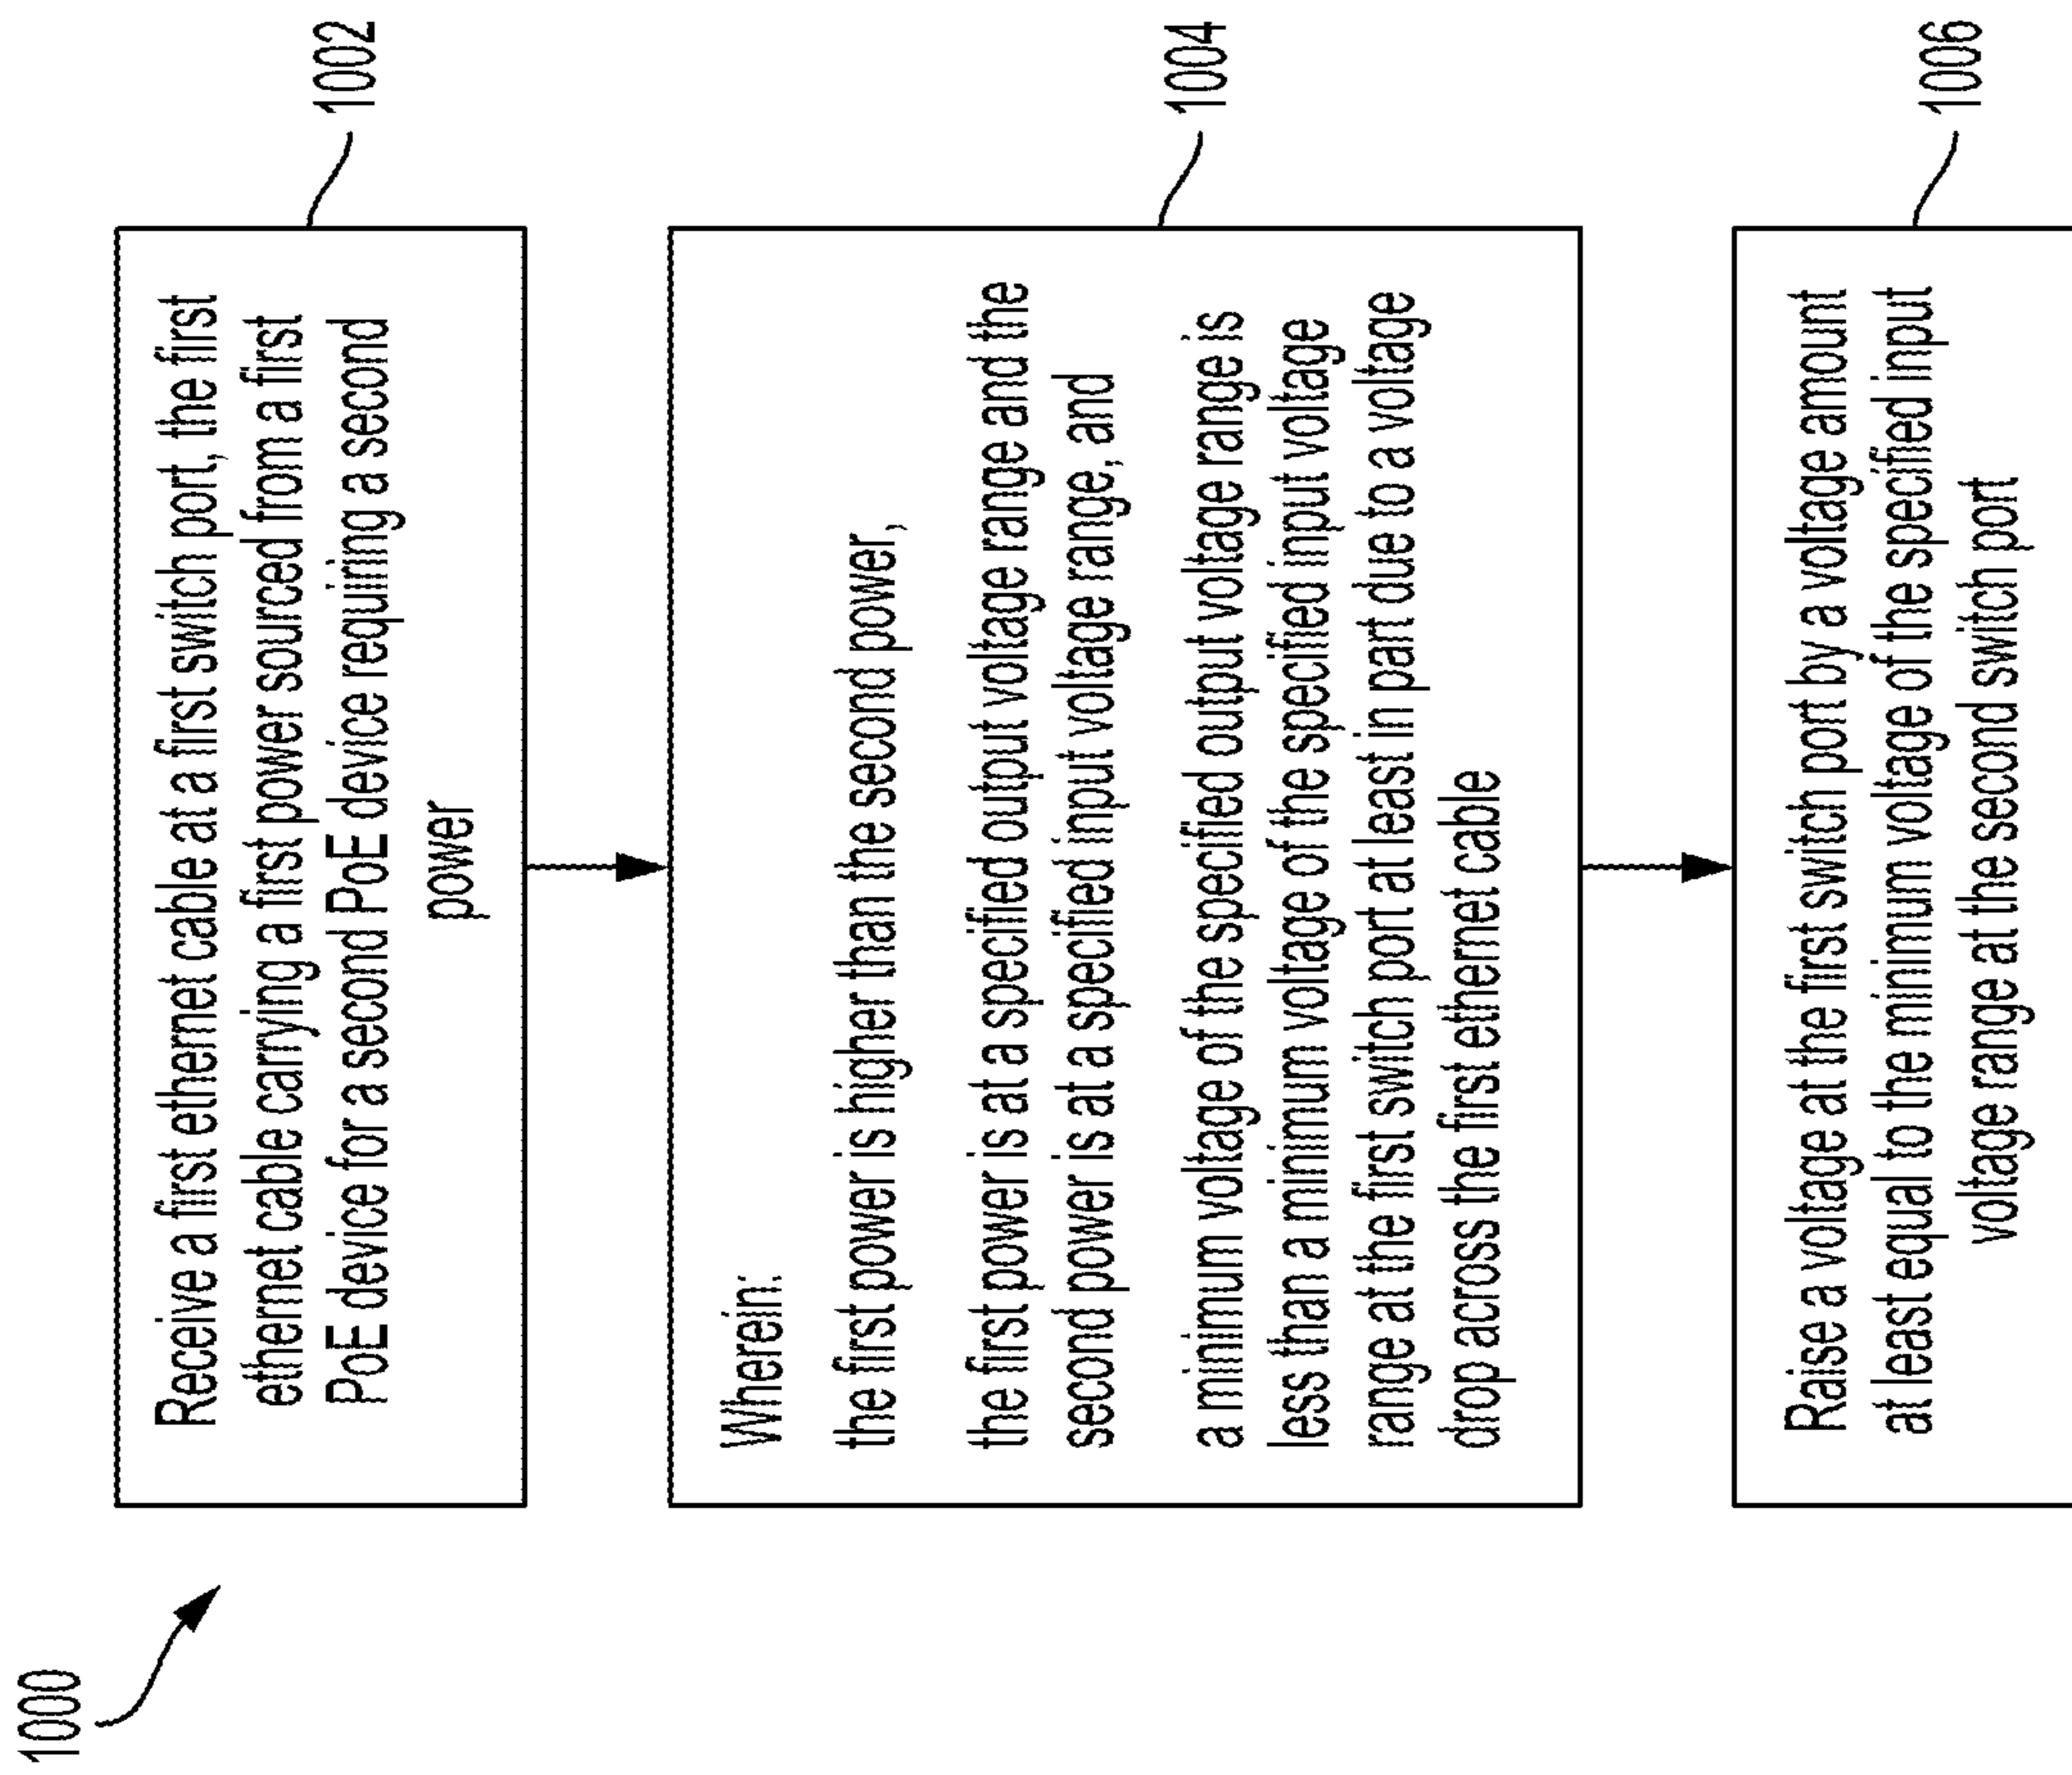 1000
Receive a first ethernet cable at a first switch port, the first
ethernet cable carrying a first power sourced from a first
PoE device for a second PoE device requiring a second
power
1002
Wherein:
the first power is higher than the second power,
the first power is at a specified output voltage range and the
second power is at a specified input voltage range, and
a minimum voltage of the specified output voltage range is
less than a minimum voltage of the specified input voltage
range at the first switch port at least in part due to a voltage
drop across the first ethernet cable
1004
Raise a voltage at the first switch port by a voltage amount
at least equal to the minimum voltage of the specified input
voltage range at the second switch port
1006